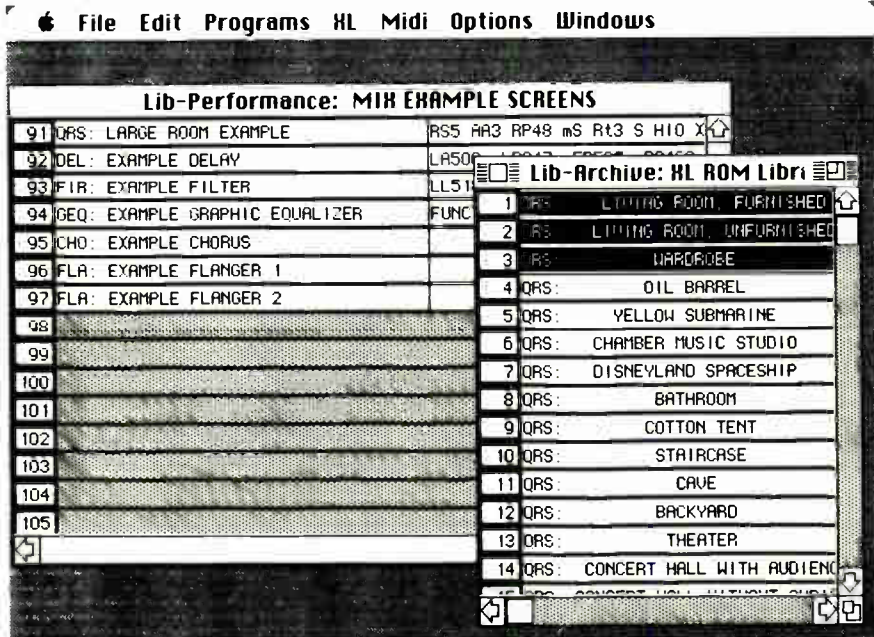 File Edit Programs XL Midi Options Windows
Lib-Performance: MIX EXAMPLE SCREENS
91 QRS: LARGE ROOM EXAMPLE RS5 AA3 RP48 mS Rt3 S HIO X
92 DEL: EXAMPLE DELAY
93 FIR: EXAMPLE FILTER
94 GEQ: EXAMPLE GRAPHIC EQUALIZER FUNC
95 CHO: EXAMPLE CHORUS
96 FLA: EXAMPLE FLANGER 1
97 FLA: EXAMPLE FLANGER 2
98
99
100
101
102
103
104
105
Lib-Archive: XL ROM Libr
1 QRS LIVING ROOM, FURNISHED
2 QRS LIVING ROOM, UNFURNISHED
3 QRS WARDROBE
4 QRS: OIL BARREL
5 QRS: YELLOW SUBMARINE
6 QRS: CHAMBER MUSIC STUDIO
7 QRS: DISNEYLAND SPACESHIP
8 QRS: BATHROOM
9 QRS: COTTON TENT
10 QRS: STAIRCASE
11 QRS: CAVE
12 QRS: BACKYARD
13 QRS: THEATER
14 QRS: CONCERT HALL WITH AUDIENC